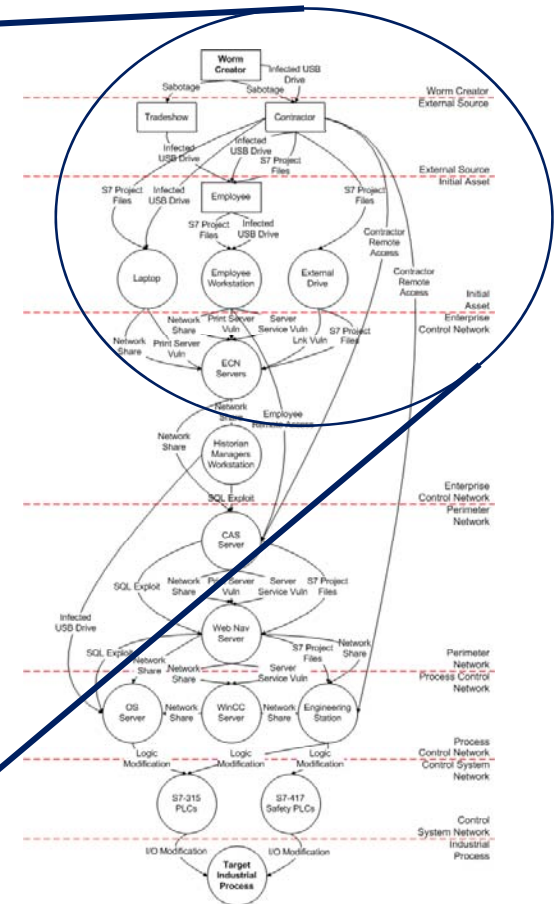 Worm
Creator
Infected USB
Drive
Sabotage
Sabotage
Worm Creator
External Source
Tradeshow
Contractor
Infected
USB Drive
Infected
USB Drive
S7 Project
Files
External Source
Initial Asset
Employee
S7 Project
Files
Infected
USB Drive
S7 Project
Files
Infected
USB Drive
S7 Project
Files
Contractor
Remote
Access
Contractor
Remote
Access
Laptop
Employee
Workstation
External
Drive
Initial
Asset
Enterprise
Control Network
Network
Share
Print Server
Vuln
Network
Share
Print Server
Vuln
Server
Service Vuln
Lnk Vuln
S7 Project
Files
ECN
Servers
Network
Share
Network
Share
Employee
Remote Access
Historian
Managers
Workstation
SQL Exploit
Enterprise
Control Network
Perimeter
Network
CAS
Server
SQL Exploit
Network
Share
Print Server
Vuln
Server
Service Vuln
S7 Project
Files
Infected
USB Drive
Web Nav
Server
SQL Exploit
Network
Share
Network
Share
Server
Service Vuln
S7 Project
Files
Network
Share
Perimeter
Network
Process Control
Network
OS
Server
Network
Share
WinCC
Server
Network
Share
Engineering
Station
Logic
Modification
Logic
Modification
Logic
Modification
Process
Control Network
Control System
Network
S7-315
PLCs
S7-417
Safety PLCs
Control
System Network
Industrial
Process
I/O Modification
I/O Modification
Target
Industrial
Process